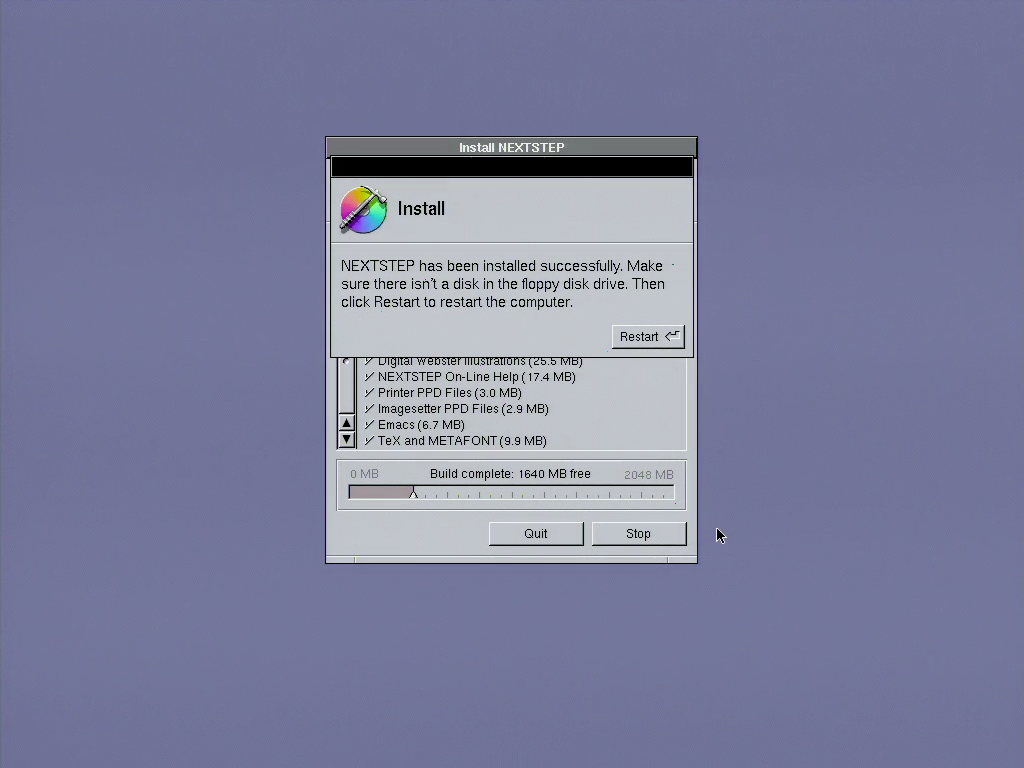 Install NEXTSTEP
Install
NEXTSTEP has been installed successfully. Make
sure there isn't a disk in the floppy disk drive. Then
click Restart to restart the computer.
Restart
Digital Webster Illustrations (25.5 MB)
NEXTSTEP On-Line Help (17.4 MB)
Printer PPD Files (3.0 MB)
Imagesetter PPD Files (2.9 MB)
Emacs (6.7 MB)
TeX and METAFONT (9.9 MB)
0 MB Build complete: 1640 MB free 2048 MB
Quit Stop